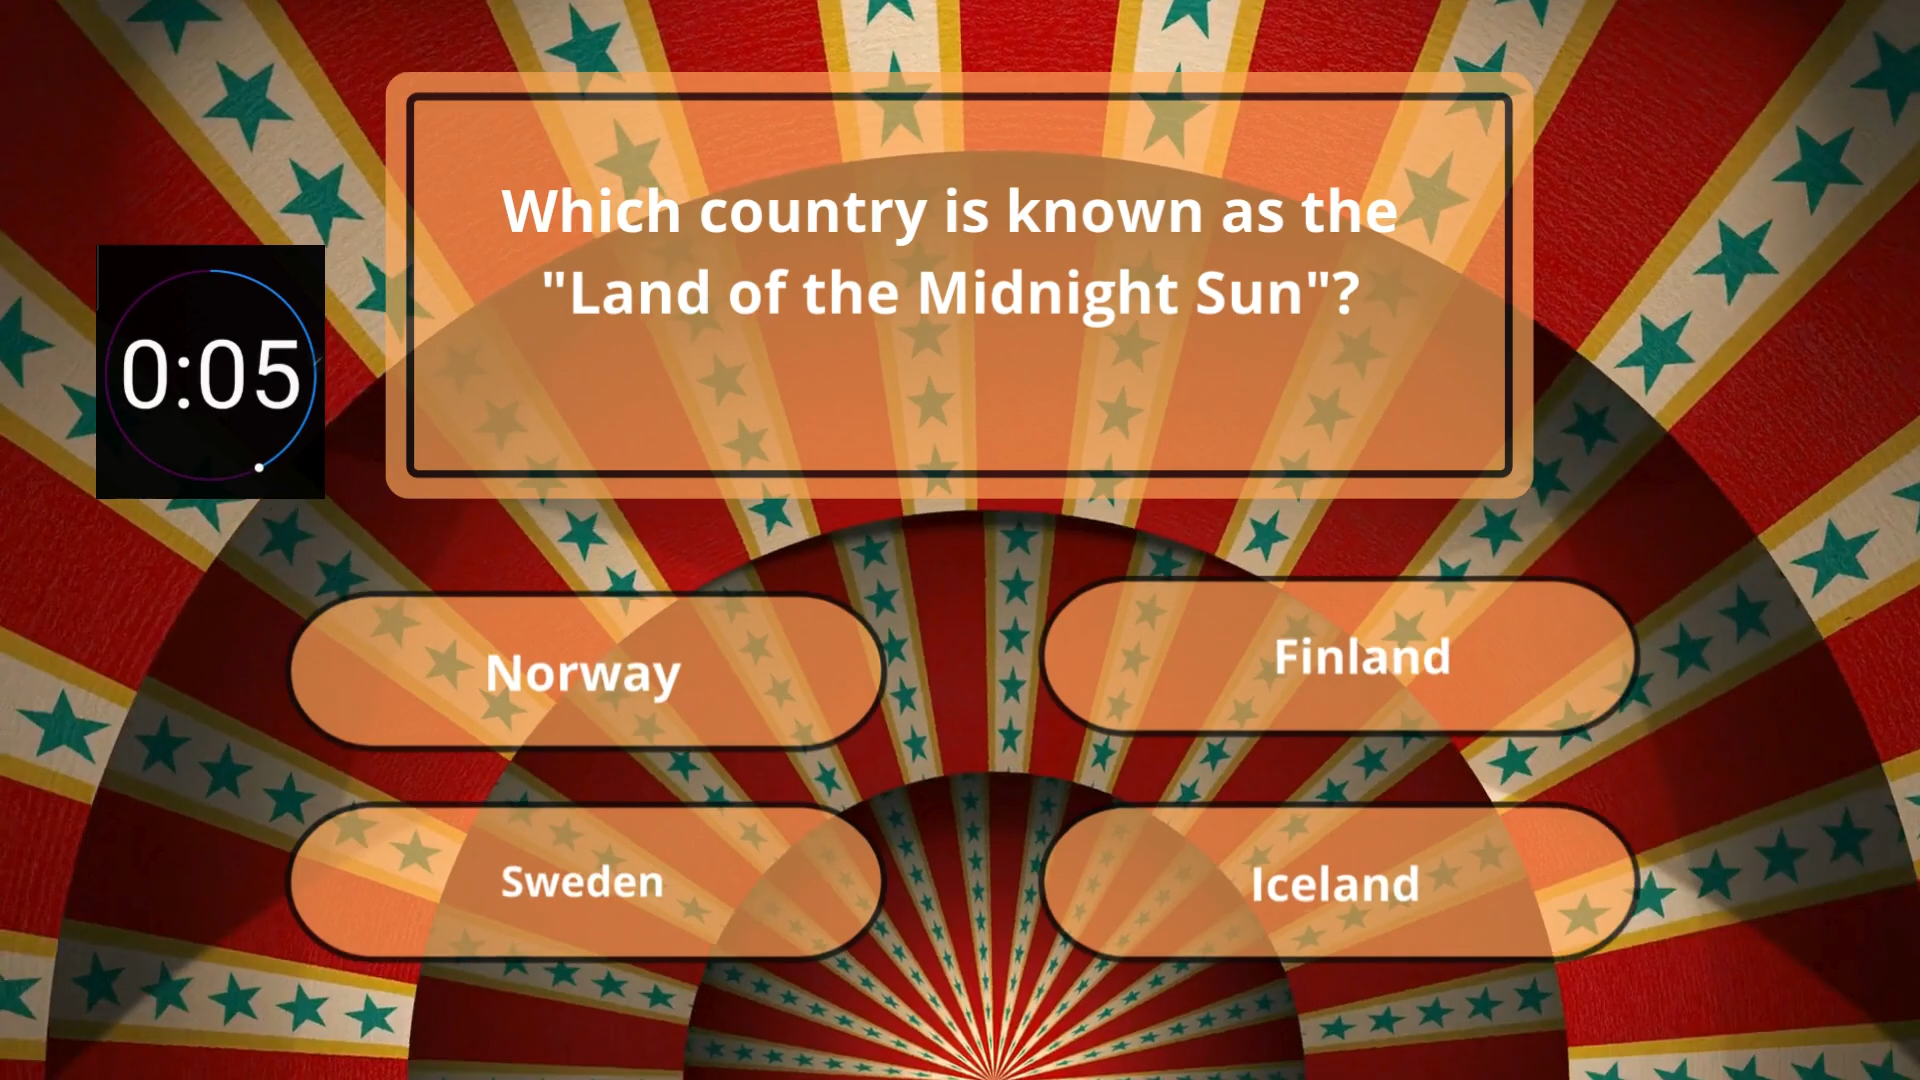 Which country is known as the
"Land of the Midnight Sun"?
0:05
Norway
Finland
Sweden
Iceland